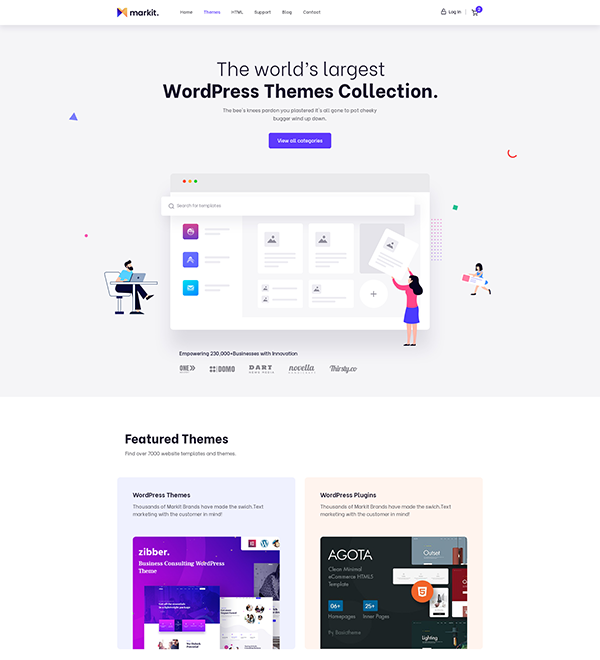 markit.
Home Themes HTML Support Blog Contact
Log In
2
The world's largest
WordPress Themes Collection.
The bee's knees pardon you plastered it's all gone to pot cheeky
bugger wind up down.
View all categories
Search for templates
Empowering 230,000+Businesses with Innovation
ONE
DOMO
DART
novella
Thirsty.co
Featured Themes
Find over 7000 website templates and themes.
WordPress Themes
Thousands of Markit Brands have made the swich.Text
marketing with the customer in mind!
zibber.
Business Consulting WordPress
Theme
WordPress Plugins
Thousands of Markit Brands have made the swich.Text
marketing with the customer in mind!
AGOTA
Clean Minimal
eCommerce HTML5
Template
06+
25+
Homepages
Inner Pages
By Basictheme
Outset
Lighting